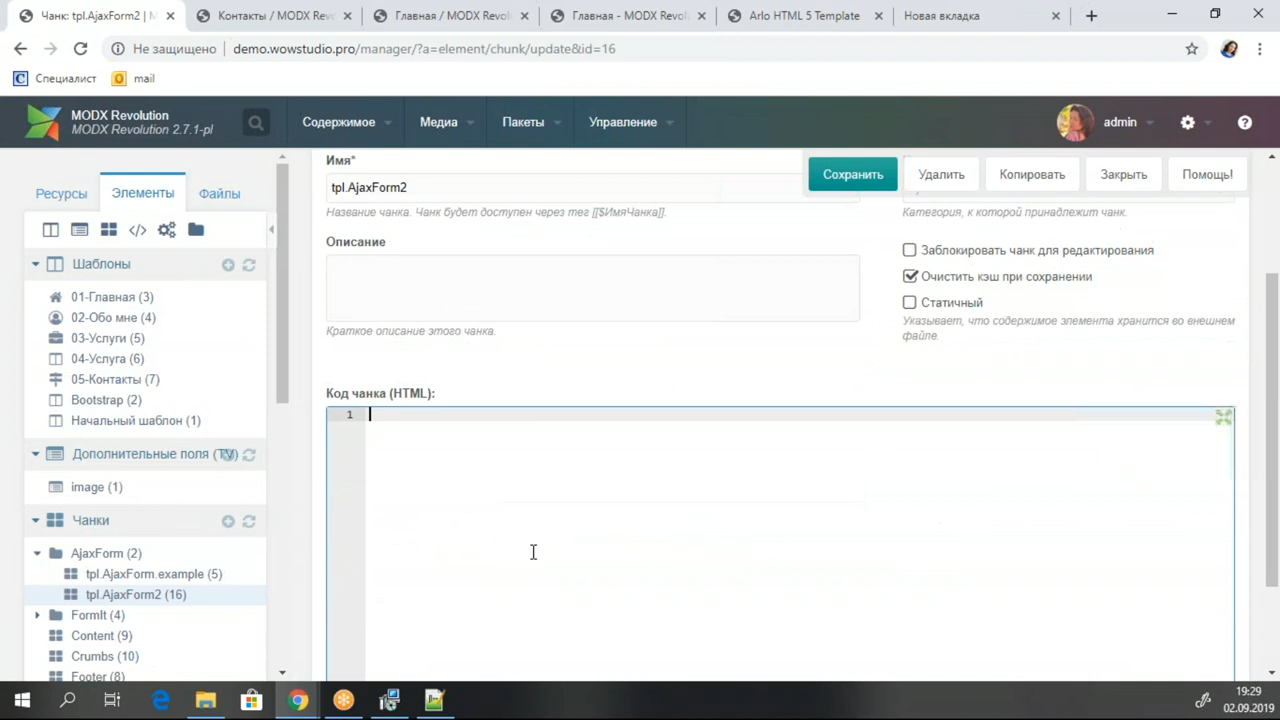 Чанк: tpl.AjaxForm2 | M
Контакты / MODX Rev
Главная / MODX Revol
Главная - MODX Revol
Arlo HTML 5 Template
Новая вкладка
Не защищено
demo.wowstudio.pro/manager/?a=element/chunk/update&id=16
Специалист
mail
MODX Revolution
MODX Revolution 2.7.1-pl
Содержимое
Медиа
Пакеты
Управление
admin
Ресурсы
Элементы
Файлы
Имя*
tpl.AjaxForm2
Название чанка. Чанк будет доступен через тег [[$ИмяЧанка]].
Сохранить
Удалить
Копировать
Закрыть
Помощь!
Категория, к которой принадлежит чанк.
Описание
Краткое описание этого чанка.
Заблокировать чанк для редактирования
Очистить кэш при сохранении
Статичный
Указывает, что содержимое элемента хранится во внешнем
файле.
Код чанка (HTML):
1
Шаблоны
01-Главная (3)
02-Обо мне (4)
03-Услуги (5)
04-Услуга (6)
05-Контакты (7)
Bootstrap (2)
Начальный шаблон (1)
Дополнительные поля (TV)
image (1)
Чанки
AjaxForm (2)
tpl.AjaxForm.example (5)
tpl.AjaxForm2 (16)
FormIt (4)
Content (9)
Crumbs (10)
Footer (8)
19:29
02.09.2019